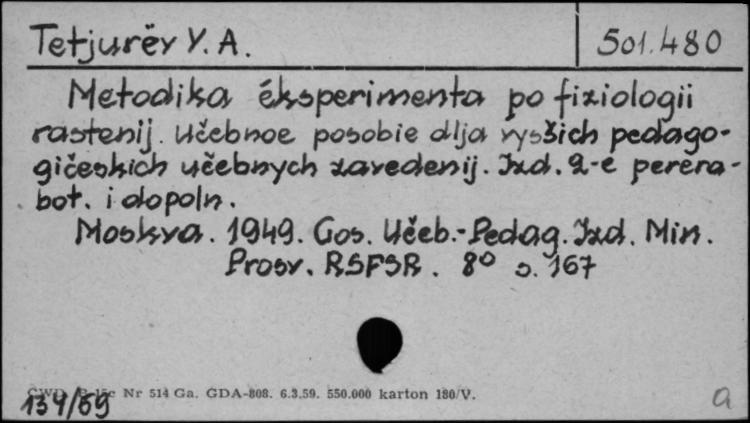 Tetjurëv V. A.
501.480
Metodika éksperimenta po fiziologii
rastenij. Učebnoe posobie dlja vysšich pedago-
gičeskich učebnych zavedenij. Izd. 2-e perera-
bot. i dopoln.
Moskva. 1949. Gos. Učeb.-Pedag. Izd. Min.
Prosv. RSFSR. 8° s. 167
Nr 514 Ga. GDA-808. 6.3.59. 550.000 karton 180/V.
134/59
a